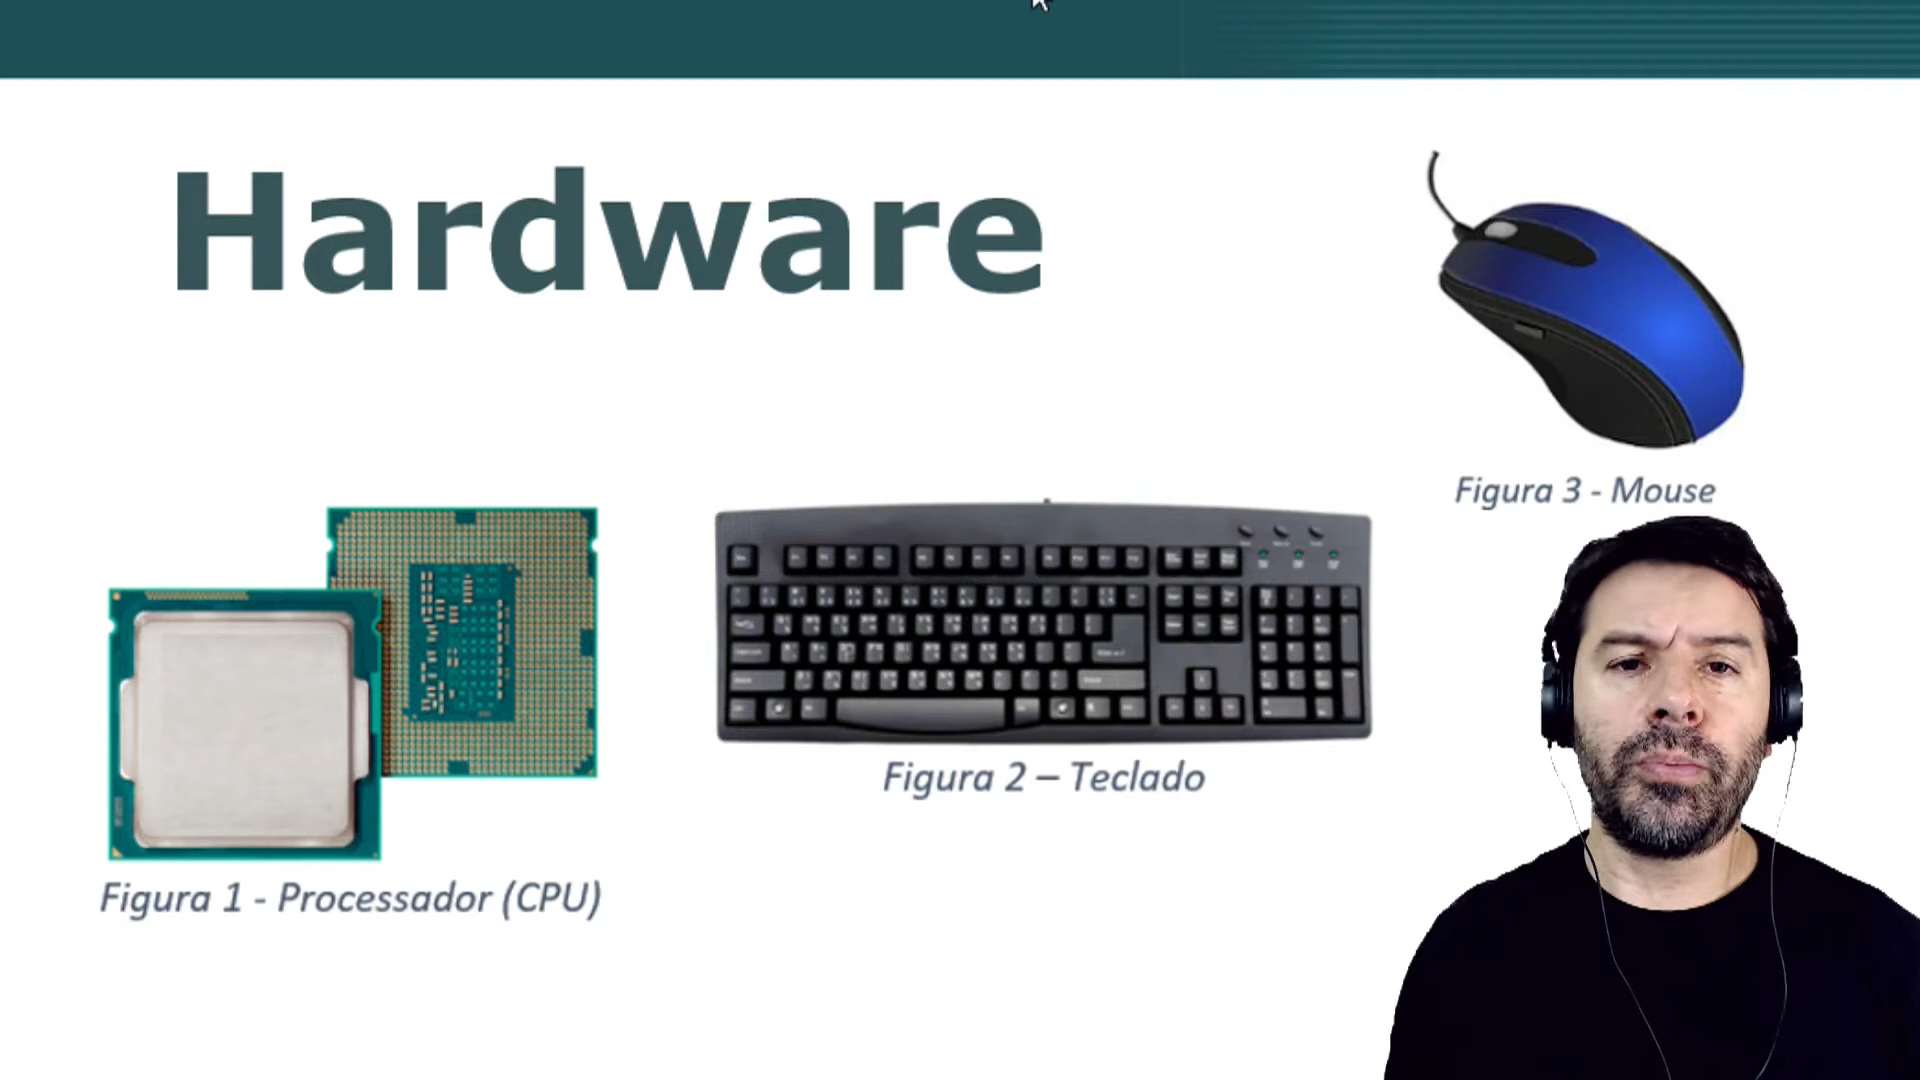 Hardware
Figura 3 - Mouse
Figura 2 – Teclado
Figura 1 - Processador (CPU)